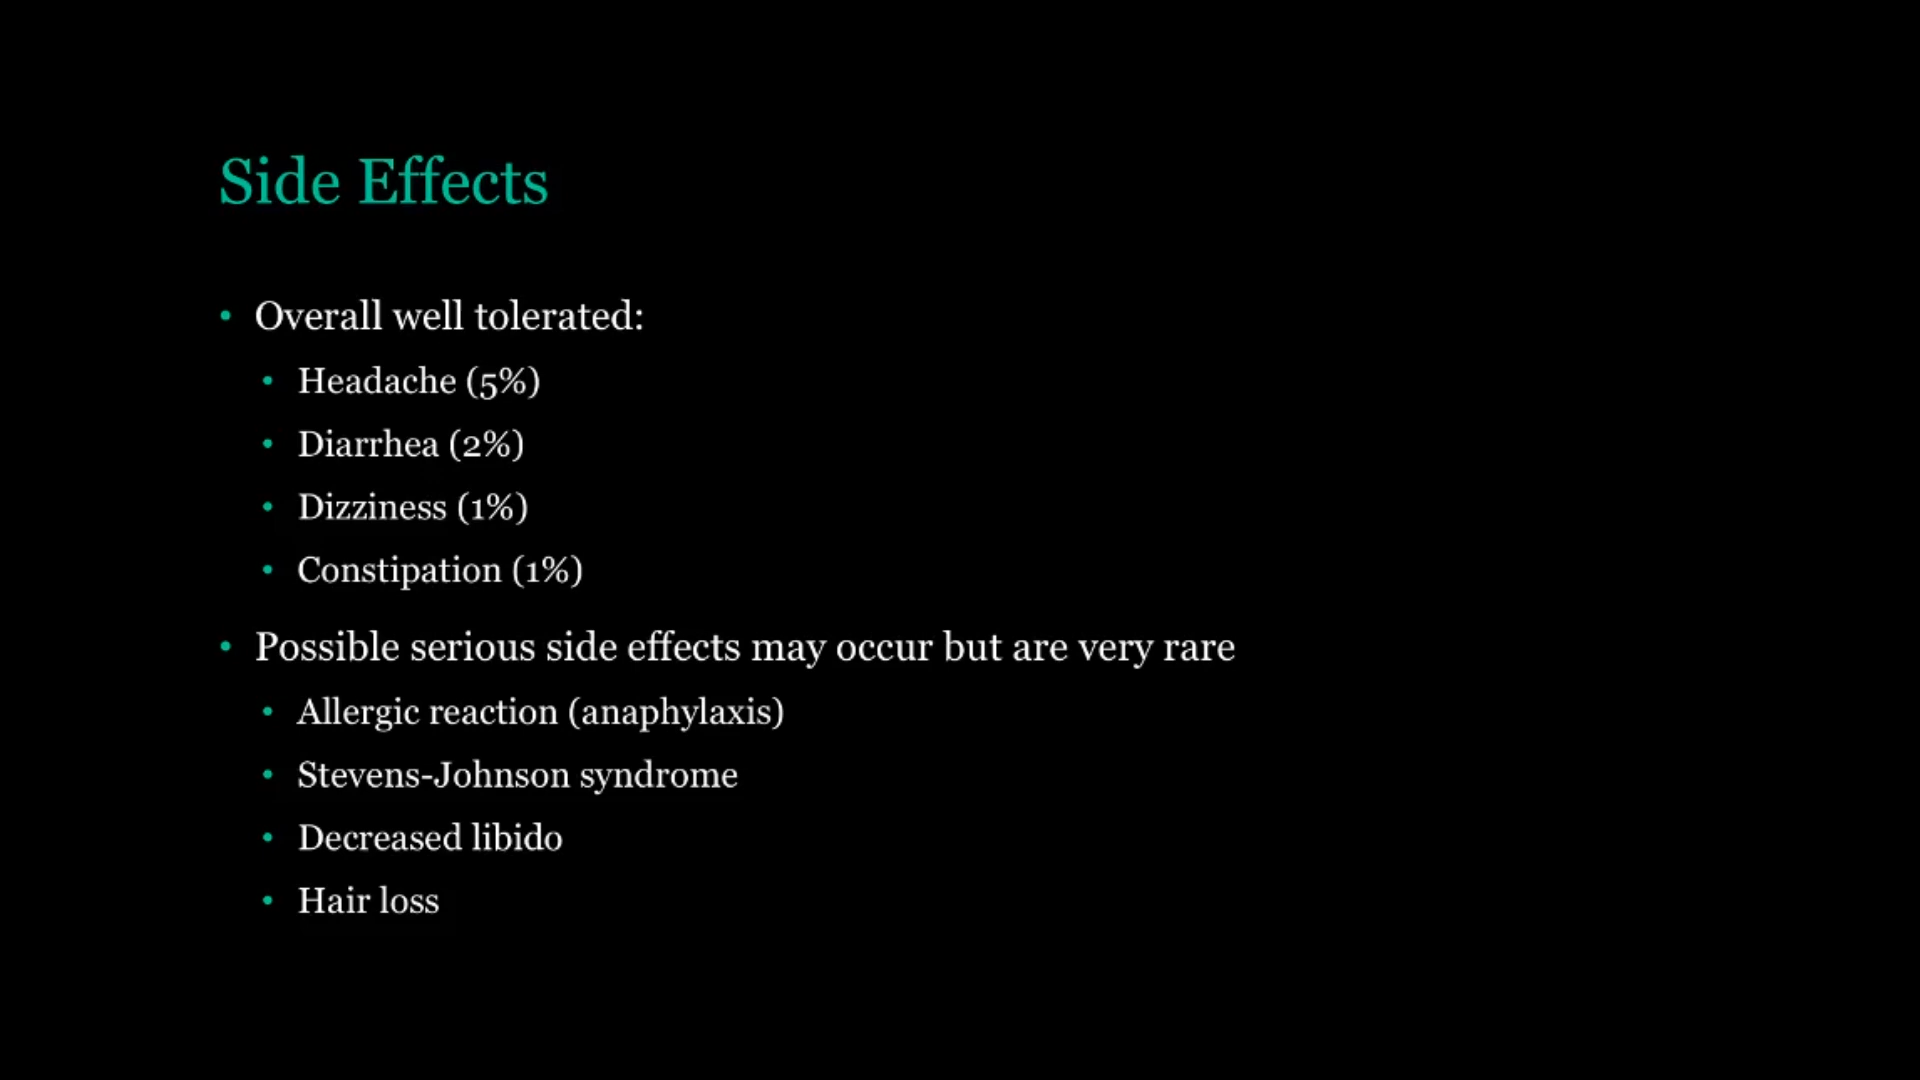 Side Effects
• Overall well tolerated:
• Headache (5%)
• Diarrhea (2%)
• Dizziness (1%)
• Constipation (1%)
• Possible serious side effects may occur but are very rare
• Allergic reaction (anaphylaxis)
• Stevens-Johnson syndrome
• Decreased libido
• Hair loss